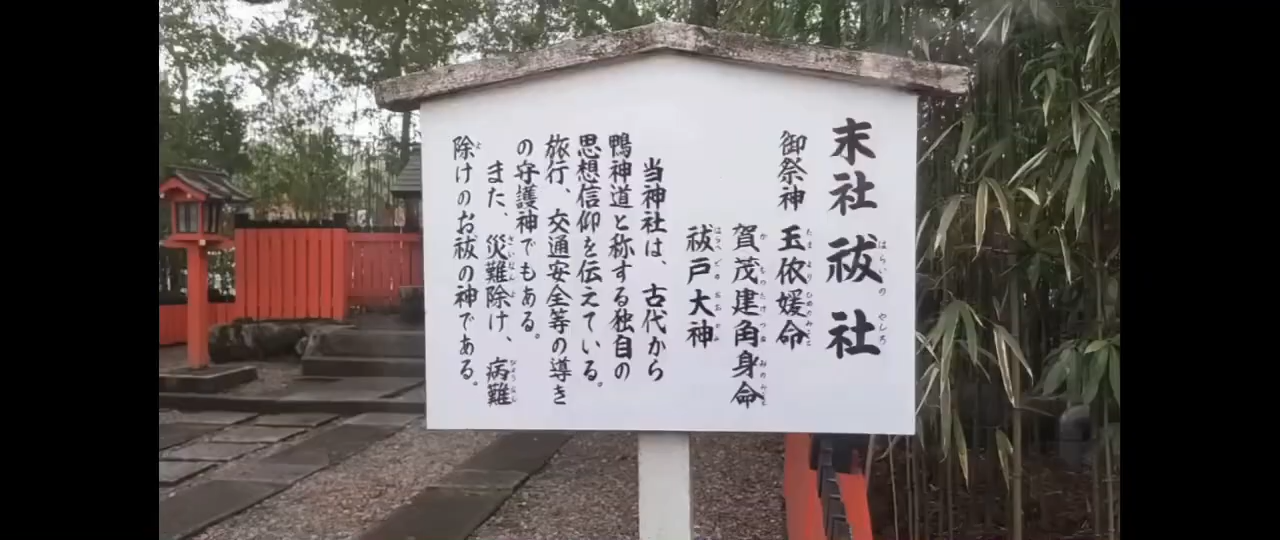 末社 祓社
御祭神 玉依媛命
賀茂建角身命
祓戸大神
当神社は、古代から
鴨神道と称する独自の
思想信仰を伝えている。
旅行、交通安全等の導き
の守護神でもある。
また、災難除け、病難
除けのお祓の神である。